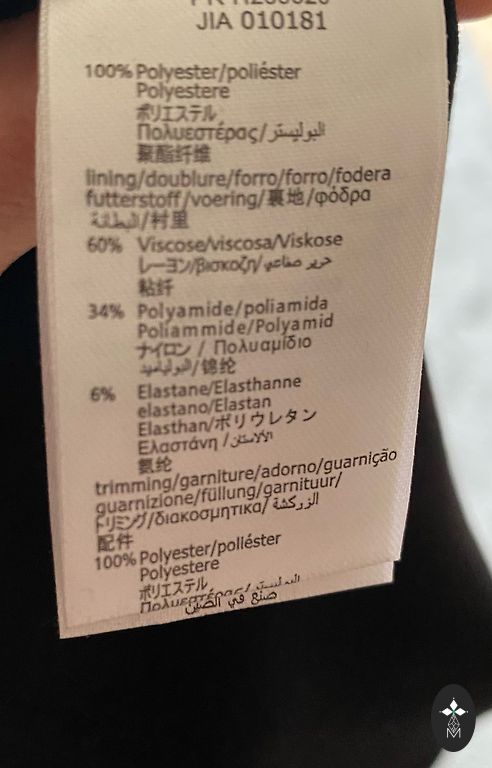 JIA 010181
100% Polyester/poliéster
Polyestere
ポリエステル
Πολυεστέρας/البوليستر
聚酯纤维
lining/doublure/forro/forro/fodera
futterstoff/voering/裏地/φόδρα
البطانة/衬里
60% Viscose/viscosa/Viskose
レーヨン/βισκοζη/حرير صناعي
粘纤
34% Polyamide/poliamida
Poliammide/Polyamid
ナイロン / Πολυαμίδιο
البولياميد/锦纶
6% Elastane/Elasthanne
elastano/Elastan
Elasthan/ポリウレタン
Ελαστάνη/الألاستان
氨纶
trimming/garniture/adorno/guarnição
guarnizione/füllung/garnituur/
トリミング/διακοσμητικα/الزركشة
配件
100% Polyester/poliéster
Polyestere
ポリエステル
Πολυεστέρας/البوليستر
صنع في الصين
M